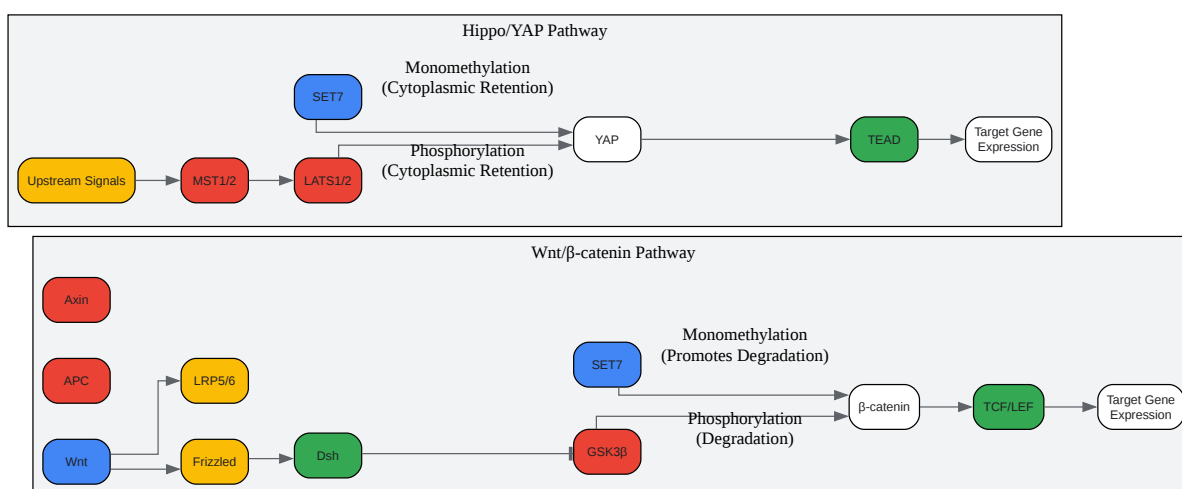 Hippo/YAP Pathway
Monomethylation
(Cytoplasmic Retention)
SET7
YAP
TEAD
Target Gene
Expression
Phosphorylation
(Cytoplasmic Retention)
Upstream Signals
MST1/2
LATS1/2
Wnt/β-catenin Pathway
Axin
Monomethylation
(Promotes Degradation)
SET7
APC
LRP5/6
β-catenin
TCF/LEF
Target Gene
Expression
Phosphorylation
(Degradation)
Wnt
Frizzled
Dsh
GSK3β